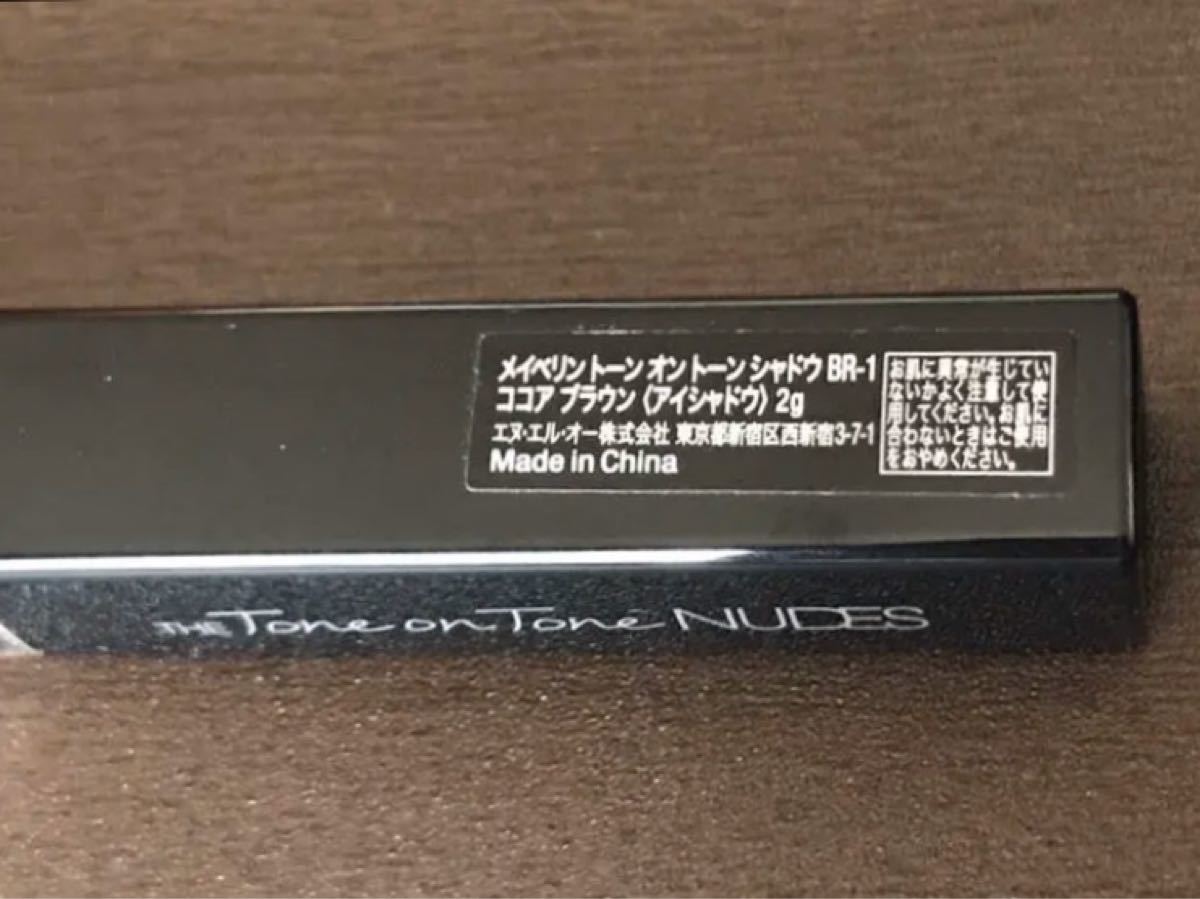 メイベリン トーン オン トーン シャドウ BR-1
ココア ブラウン 〈アイシャドウ〉 2g
エヌ・エル・オー株式会社 東京都新宿区西新宿3-7-1
Made in China
お肌に異常が生じてい
ないかよく注意して使
用してください。お肌に
合わないときはご使用
をおやめください。
THE Tone on Tone NUDES